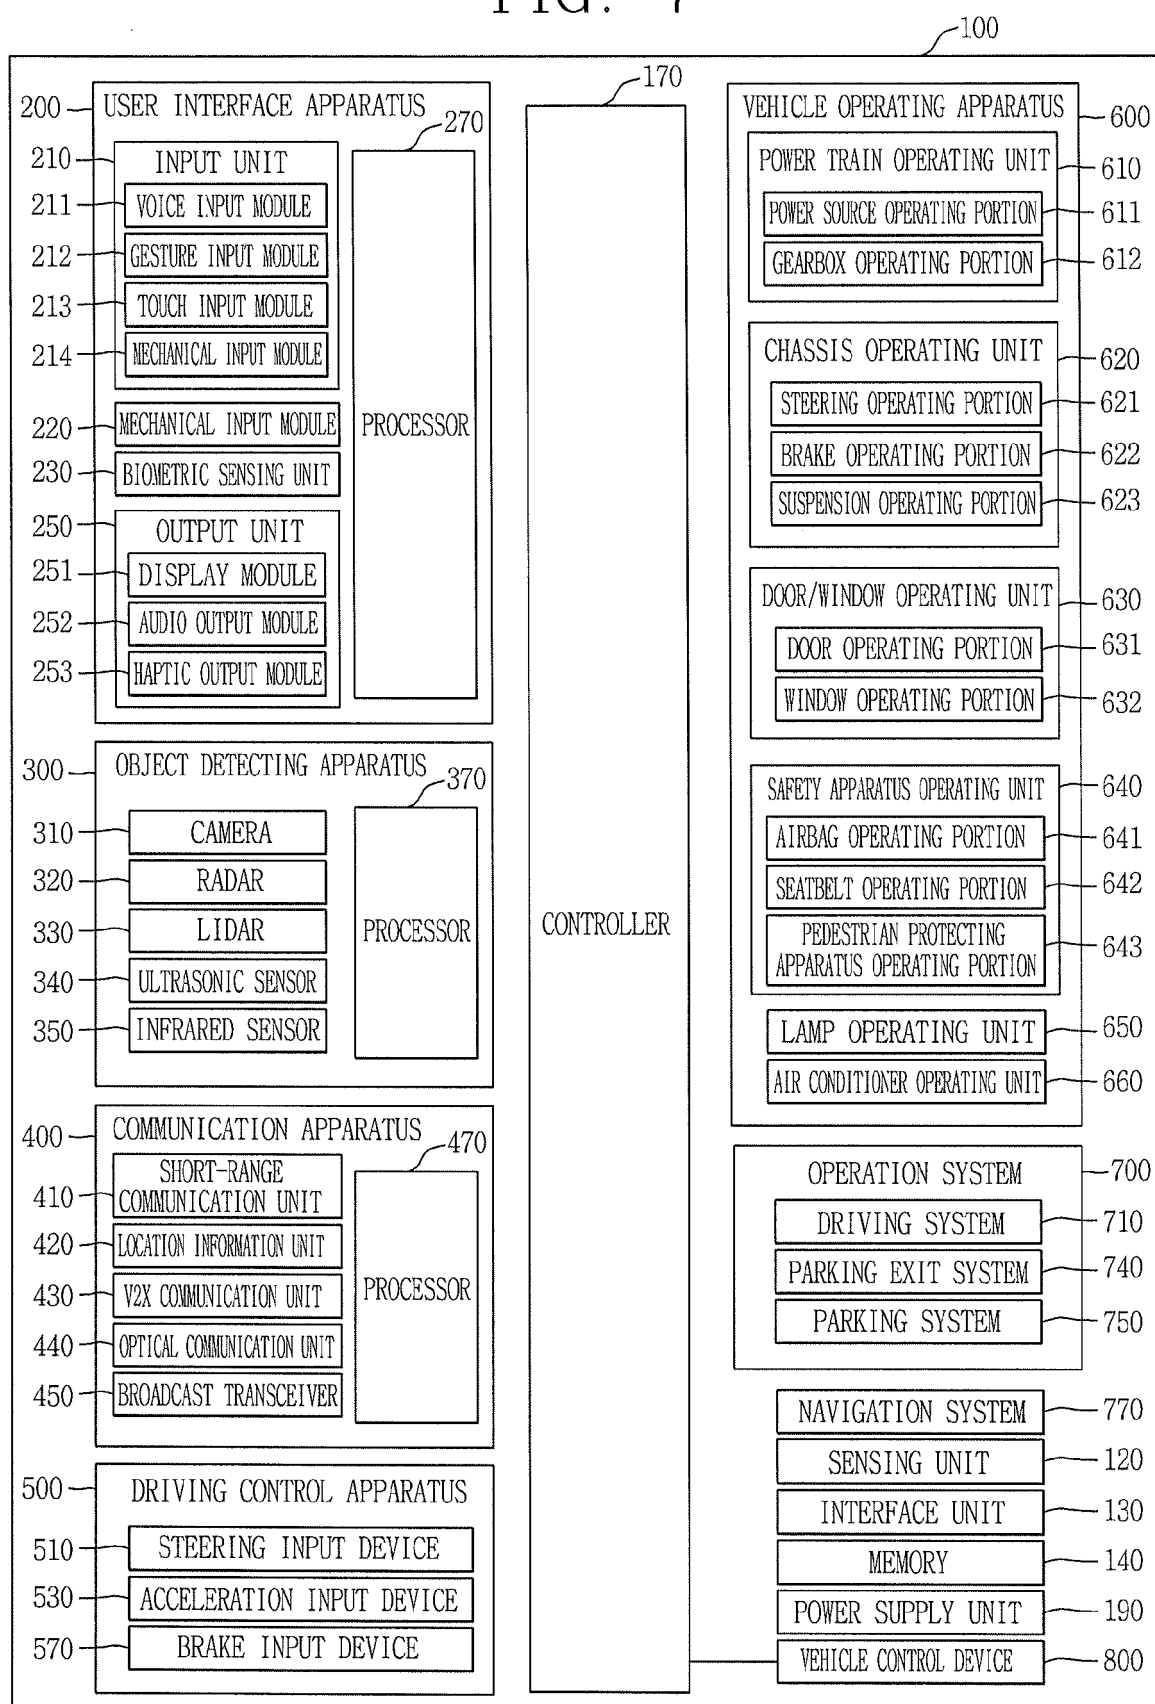 FIG. 7
100
200
USER INTERFACE APPARATUS
270
210
INPUT UNIT
211
VOICE INPUT MODULE
212
GESTURE INPUT MODULE
213
TOUCH INPUT MODULE
214
MECHANICAL INPUT MODULE
220
MECHANICAL INPUT MODULE
230
BIOMETRIC SENSING UNIT
PROCESSOR
250
OUTPUT UNIT
251
DISPLAY MODULE
252
AUDIO OUTPUT MODULE
253
HAPTIC OUTPUT MODULE
300
OBJECT DETECTING APPARATUS
370
310
CAMERA
320
RADAR
330
LIDAR
340
ULTRASONIC SENSOR
350
INFRARED SENSOR
PROCESSOR
400
COMMUNICATION APPARATUS
470
410
SHORT-RANGE
COMMUNICATION UNIT
420
LOCATION INFORMATION UNIT
430
V2X COMMUNICATION UNIT
440
OPTICAL COMMUNICATION UNIT
450
BROADCAST TRANSCEIVER
PROCESSOR
500
DRIVING CONTROL APPARATUS
510
STEERING INPUT DEVICE
530
ACCELERATION INPUT DEVICE
570
BRAKE INPUT DEVICE
170
CONTROLLER
VEHICLE OPERATING APPARATUS
600
POWER TRAIN OPERATING UNIT
610
POWER SOURCE OPERATING PORTION
611
GEARBOX OPERATING PORTION
612
CHASSIS OPERATING UNIT
620
STEERING OPERATING PORTION
621
BRAKE OPERATING PORTION
622
SUSPENSION OPERATING PORTION
623
DOOR/WINDOW OPERATING UNIT
630
DOOR OPERATING PORTION
631
WINDOW OPERATING PORTION
632
SAFETY APPARATUS OPERATING UNIT
640
AIRBAG OPERATING PORTION
641
SEATBELT OPERATING PORTION
642
PEDESTRIAN PROTECTING
APPARATUS OPERATING PORTION
643
LAMP OPERATING UNIT
650
AIR CONDITIONER OPERATING UNIT
660
OPERATION SYSTEM
700
DRIVING SYSTEM
710
PARKING EXIT SYSTEM
740
PARKING SYSTEM
750
NAVIGATION SYSTEM
770
SENSING UNIT
120
INTERFACE UNIT
130
MEMORY
140
POWER SUPPLY UNIT
190
VEHICLE CONTROL DEVICE
800